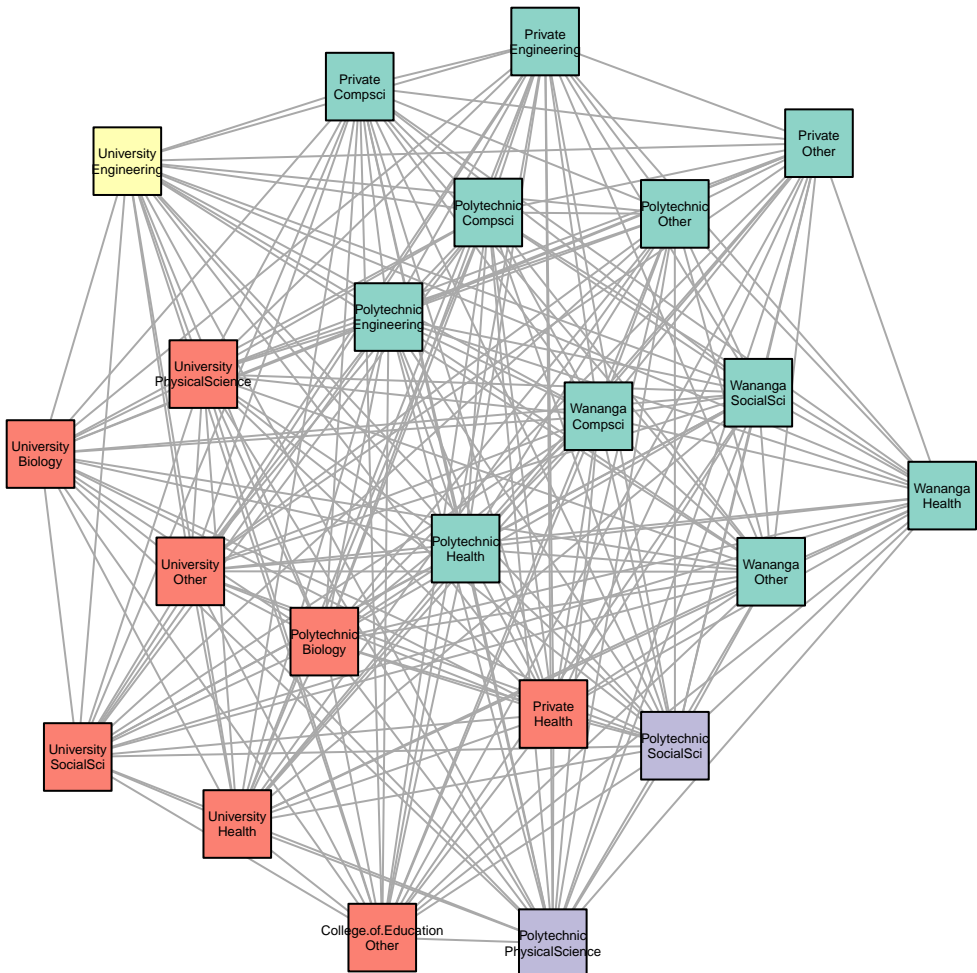 Private
Engineering
Private
Compsci
Private
Other
University
Engineering
Polytechnic
Compsci
Polytechnic
Other
Polytechnic
Engineering
University
PhysicalScience
Wananga
SocialSci
Wananga
Compsci
University
Biology
Wananga
Health
Polytechnic
Health
University
Other
Wananga
Other
Polytechnic
Biology
Private
Health
Polytechnic
SocialSci
University
SocialSci
University
Health
College.of.Education
Other
Polytechnic
PhysicalScience